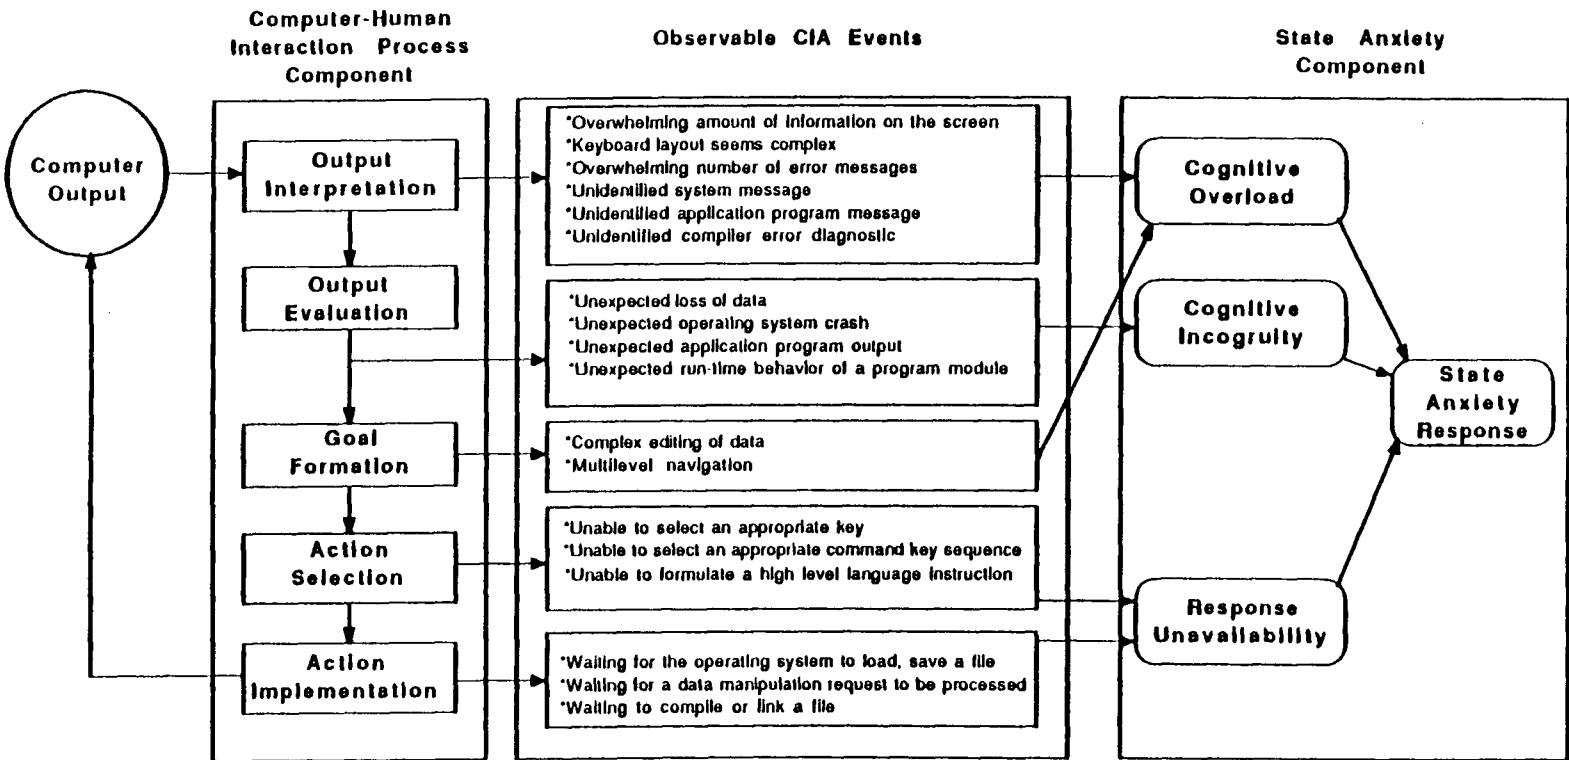 Computer-Human
Interaction Process
Component
Observable CIA Events
State Anxiety
Component
Computer
Output
Output
Interpretation
Output
Evaluation
Goal
Formation
Action
Selection
Action
Implementation
*Overwhelming amount of information on the screen
*Keyboard layout seems complex
*Overwhelming number of error messages
*Unidentified system message
*Unidentified application program message
*Unidentified compiler error diagnostic
*Unexpected loss of data
*Unexpected operating system crash
*Unexpected application program output
*Unexpected run-time behavior of a program module
*Complex editing of data
*Multilevel navigation
*Unable to select an appropriate key
*Unable to select an appropriate command key sequence
*Unable to formulate a high level language instruction
*Waiting for the operating system to load, save a file
*Waiting for a data manipulation request to be processed
*Waiting to compile or link a file
Cognitive
Overload
Cognitive
Incogruity
State
Anxiety
Response
Response
Unavailability